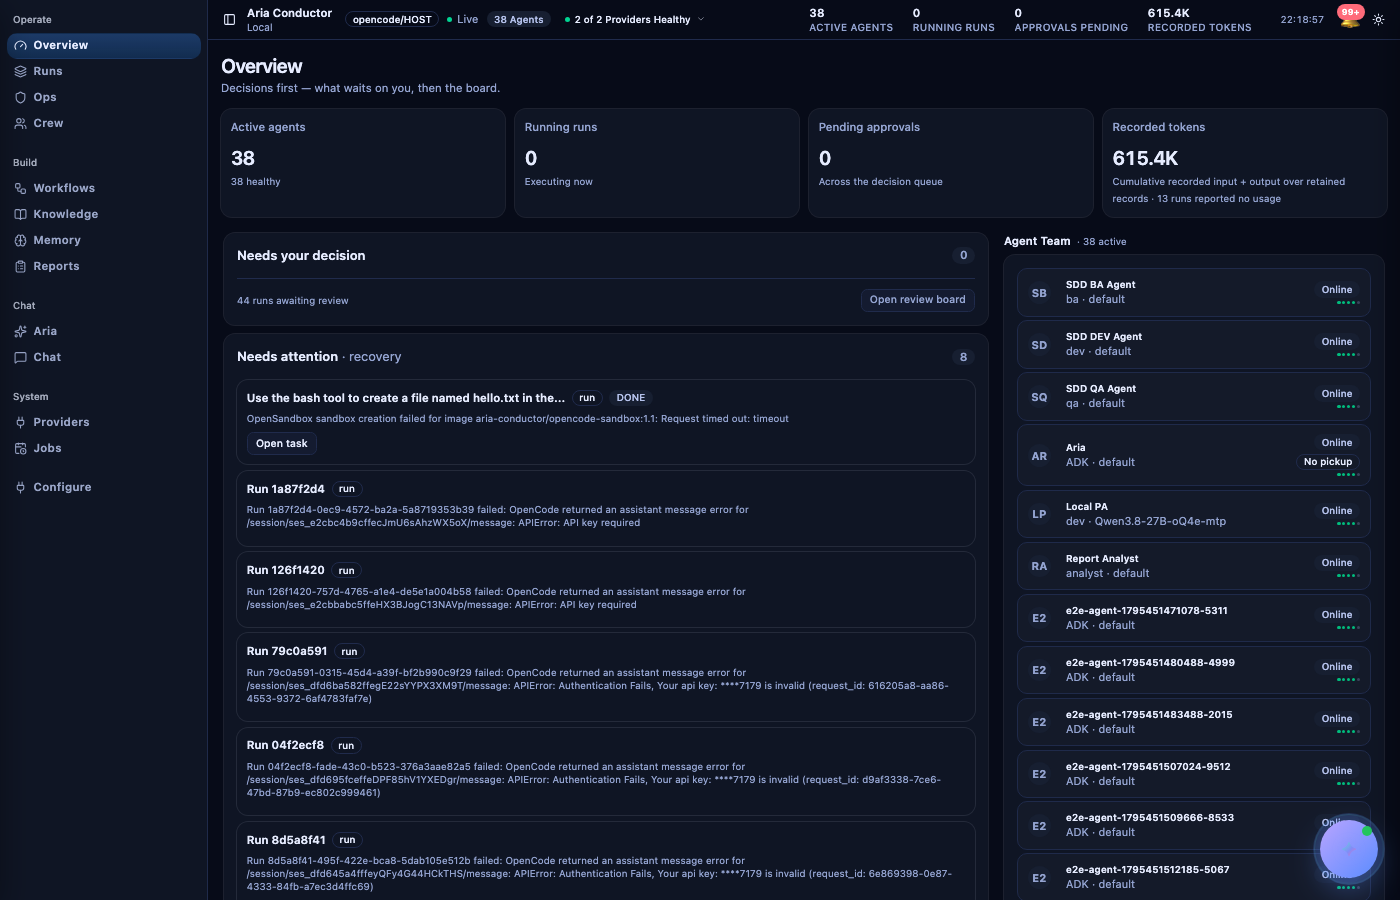 Operate
Overview
Runs
Ops
Crew
Build
Workflows
Knowledge
Memory
Reports
Chat
Aria
Chat
System
Providers
Jobs
Configure
Aria Conductor
Local
opencode/HOST
Live
38 Agents
2 of 2 Providers Healthy
38
ACTIVE AGENTS
0
RUNNING RUNS
0
APPROVALS PENDING
615.4K
RECORDED TOKENS
22:18:57
99+
Overview
Decisions first — what waits on you, then the board.
Active agents
38
38 healthy
Running runs
0
Executing now
Pending approvals
0
Across the decision queue
Recorded tokens
615.4K
Cumulative recorded input + output over retained
records · 13 runs reported no usage
Needs your decision
0
44 runs awaiting review
Open review board
Needs attention · recovery
8
Use the bash tool to create a file named hello.txt in the... run DONE
OpenSandbox sandbox creation failed for image aria-conductor/opencode-sandbox:1.1: Request timed out: timeout
Open task
Run 1a87f2d4 run
Run 1a87f2d4-0ec9-4572-ba2a-5a8719353b39 failed: OpenCode returned an assistant message error for
/session/ses_e2cbc4b9cffecJmU6sAhzWX5oX/message: APIError: API key required
Run 126f1420 run
Run 126f1420-757d-4765-a1e4-de5e1a004b58 failed: OpenCode returned an assistant message error for
/session/ses_e2cbbabc5ffeHX3BJogC13NAVp/message: APIError: API key required
Run 79c0a591 run
Run 79c0a591-0315-45d4-a39f-bf2b990c9f29 failed: OpenCode returned an assistant message error for
/session/ses_dfd6ba582ffegE22sYYPX3XM9T/message: APIError: Authentication Fails, Your api key: ****7179 is invalid (request_id: 616205a8-aa86-
4553-9372-6af4783faf7e)
Run 04f2ecf8 run
Run 04f2ecf8-fade-43c0-b523-376a3aae82a5 failed: OpenCode returned an assistant message error for
/session/ses_dfd695fceffeDPF85hV1YXEDgr/message: APIError: Authentication Fails, Your api key: ****7179 is invalid (request_id: d9af3338-7ce6-
47bd-87b9-ec802c999461)
Run 8d5a8f41 run
Run 8d5a8f41-495f-422e-bca8-5dab105e512b failed: OpenCode returned an assistant message error for
/session/ses_dfd645a4fffeyQFy4G44HCkTHS/message: APIError: Authentication Fails, Your api key: ****7179 is invalid (request_id: 6e869398-0e87-
4333-84fb-a7ec3d4ffc69)
Agent Team · 38 active
SB
SDD BA Agent
ba · default
Online
SD
SDD DEV Agent
dev · default
Online
SQ
SDD QA Agent
qa · default
Online
AR
Aria
ADK · default
Online
No pickup
LP
Local PA
dev · Qwen3.8-27B-oQ4e-mtp
Online
RA
Report Analyst
analyst · default
Online
E2
e2e-agent-1795451471078-5311
ADK · default
Online
E2
e2e-agent-1795451480488-4999
ADK · default
Online
E2
e2e-agent-1795451483488-2015
ADK · default
Online
E2
e2e-agent-1795451507024-9512
ADK · default
Online
E2
e2e-agent-1795451509666-8533
ADK · default
E2
e2e-agent-1795451512185-5067
ADK · default